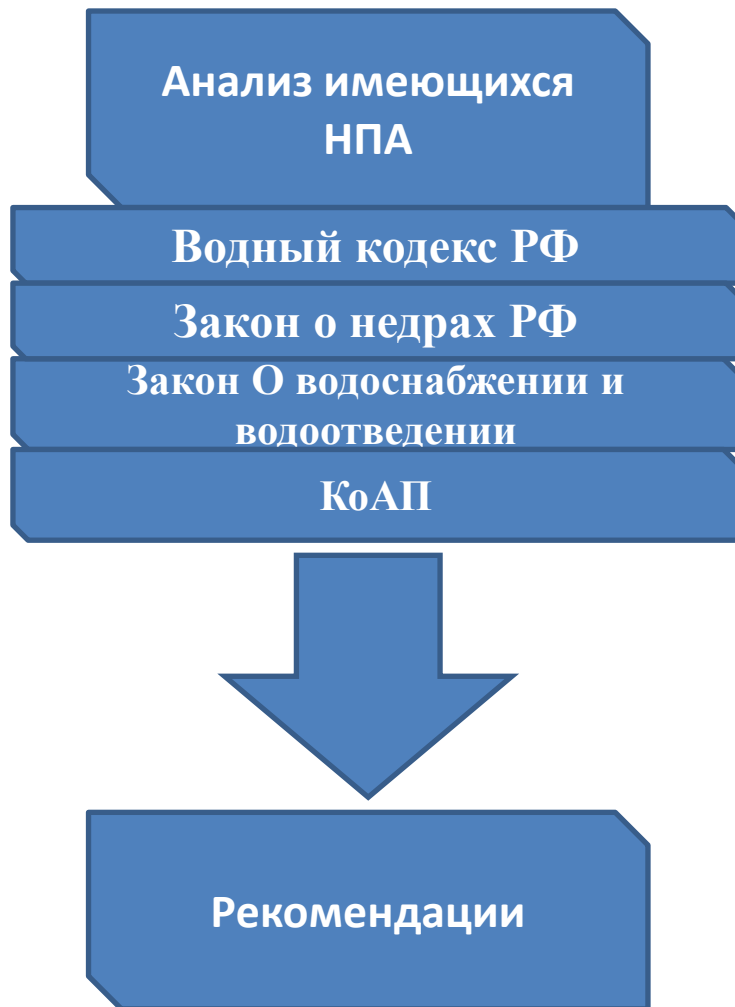 Анализ имеющихся
НПА
Водный кодекс РФ
Закон о недрах РФ
Закон О водоснабжении и
водоотведении
КоАП
Рекомендации